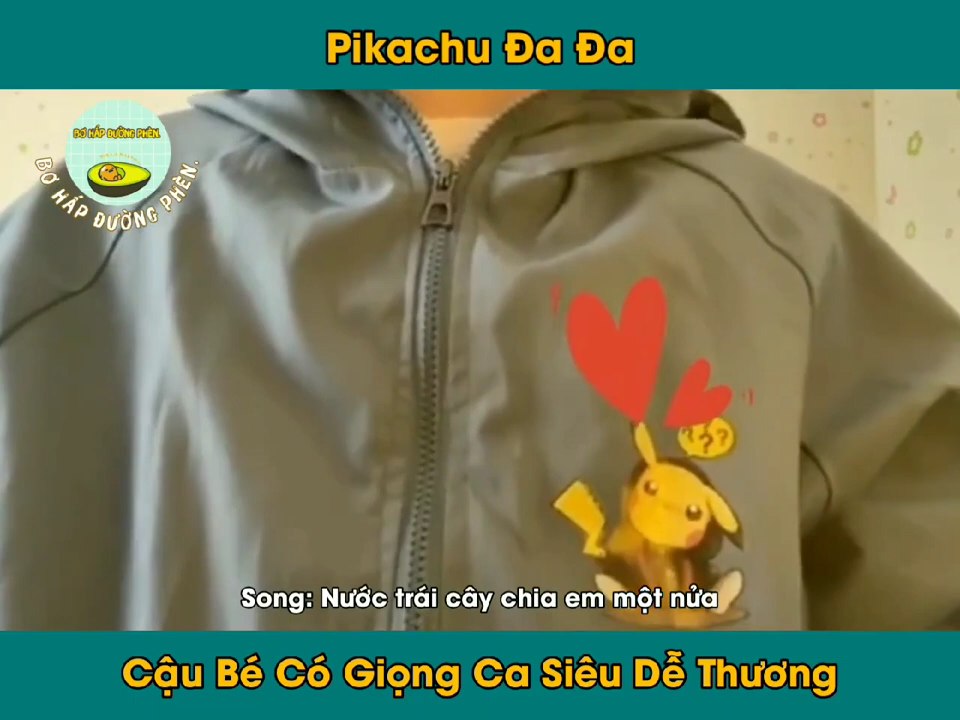 Pikachu Đa Đa
BƠ HẤP ĐƯỜNG PHÈN.
BƠ HẤP ĐƯỜNG PHÈN.
???
Song: Nước trái cây chia em một nửa
Cậu Bé Có Giọng Ca Siêu Dễ Thương